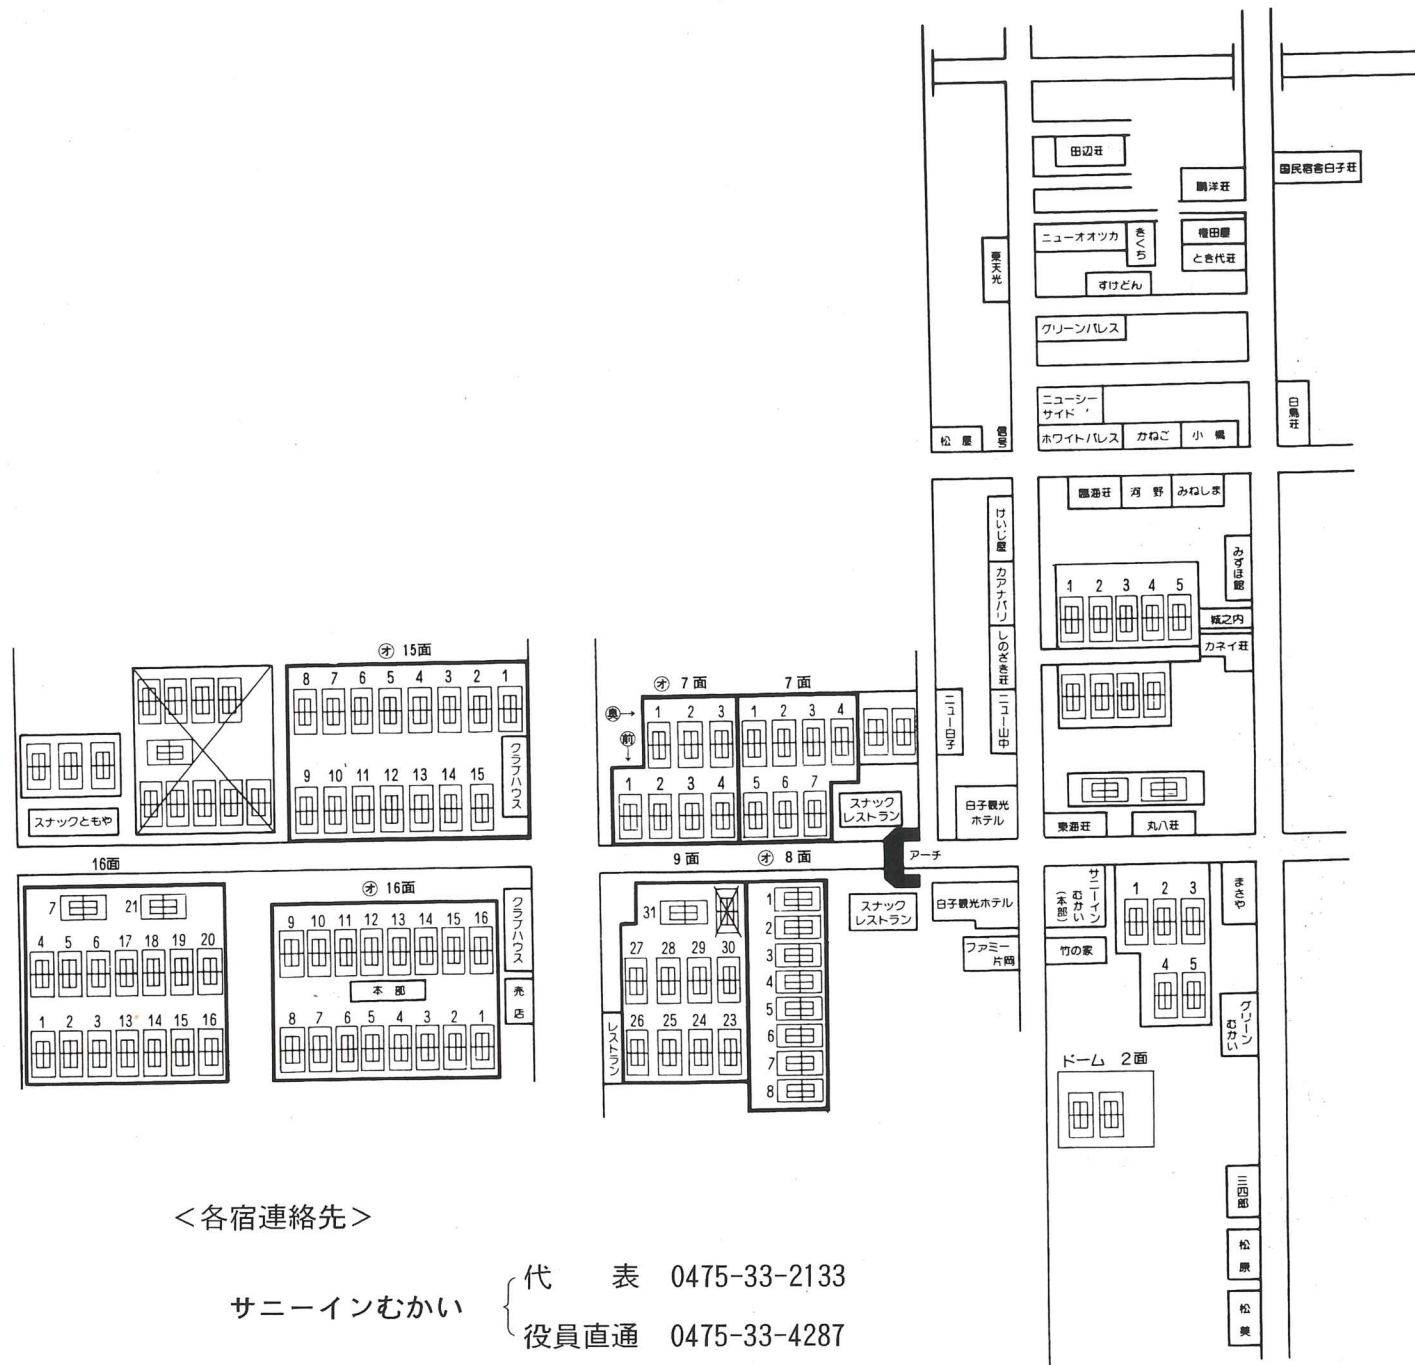 田辺荘
鵬洋荘
国民宿舎白子荘
ニューオオツカ
きくち
権田屋
とき代荘
東天光
すけどん
グリーンパレス
ニューシー
サイド
ホワイトパレス
かねご
小橋
白鳥荘
松屋
信号
臨海荘
河野
みねしま
けいじ屋
カアナパリ
しのざき荘
ニュー山中
ニュー白子
みずほ館
城之内
カネイ荘
1 2 3 4 5
オ 15面
8 7 6 5 4 3 2 1
9 10 11 12 13 14 15
クラブハウス
スナックともや
オ 7面
7面
奥→
前↓
1 2 3
1 2 3 4
1 2 3 4
5 6 7
スナック
レストラン
白子観光
ホテル
東海荘
丸八荘
アーチ
16面
7 21
4 5 6 17 18 19 20
1 2 3 13 14 15 16
オ 16面
9 10 11 12 13 14 15 16
本部
8 7 6 5 4 3 2 1
クラブハウス
売店
9面
オ 8面
31
27 28 29 30
26 25 24 23
レストラン
1
2
3
4
5
6
7
8
スナック
レストラン
白子観光ホテル
ファミー
片岡
サニーイン
むかい
(本部)
竹の家
1 2 3
4 5
まさや
グリーン
むかい
ドーム 2面
三四郎
松原
松美
<各宿連絡先>
サニーインむかい
代 表 0475-33-2133
役員直通 0475-33-4287